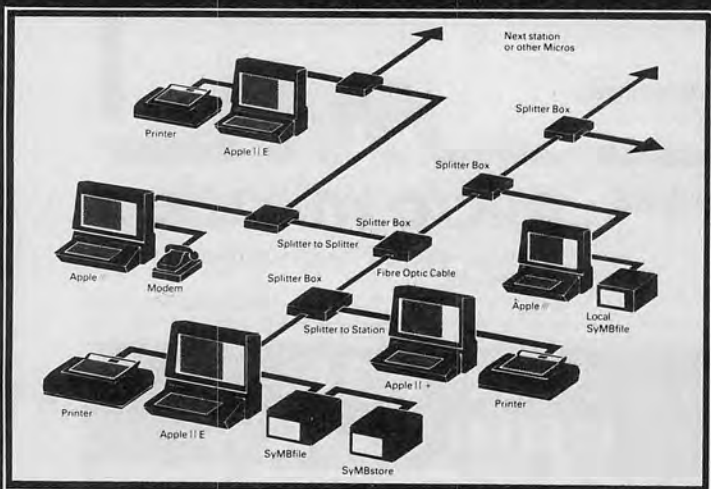 Next station
or other Micros
Splitter Box
Printer
Apple II E
Splitter Box
Splitter Box
Splitter to Splitter
Fibre Optic Cable
Apple ///
Modem
Splitter Box
Splitter to Station
Apple ///
Local
SyMBfile
Printer
Apple II E
Apple II +
Printer
SyMBfile
SyMBstore